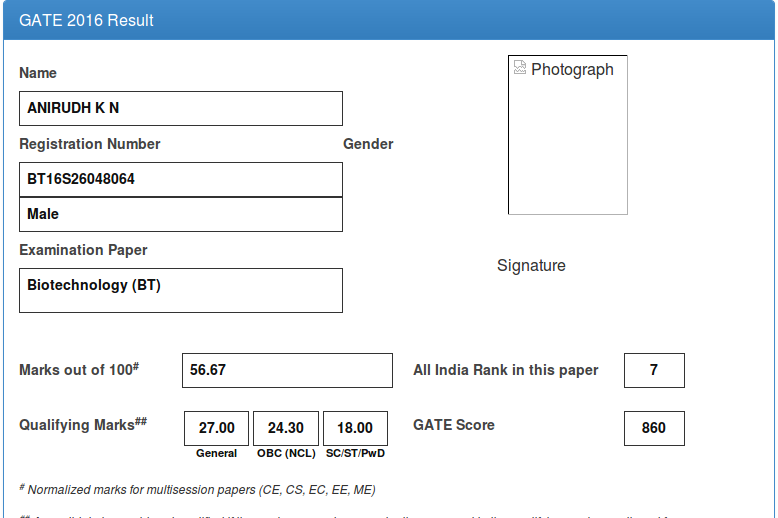 GATE 2016 Result
Name
Photograph
ANIRUDH K N
Registration Number Gender
BT16S26048064
Male
Examination Paper
Signature
Biotechnology (BT)
Marks out of 100# 56.67 All India Rank in this paper 7
Qualifying Marks## 27.00 24.30 18.00 GATE Score 860
General OBC (NCL) SC/ST/PwD
# Normalized marks for multisession papers (CE, CS, EC, EE, ME)